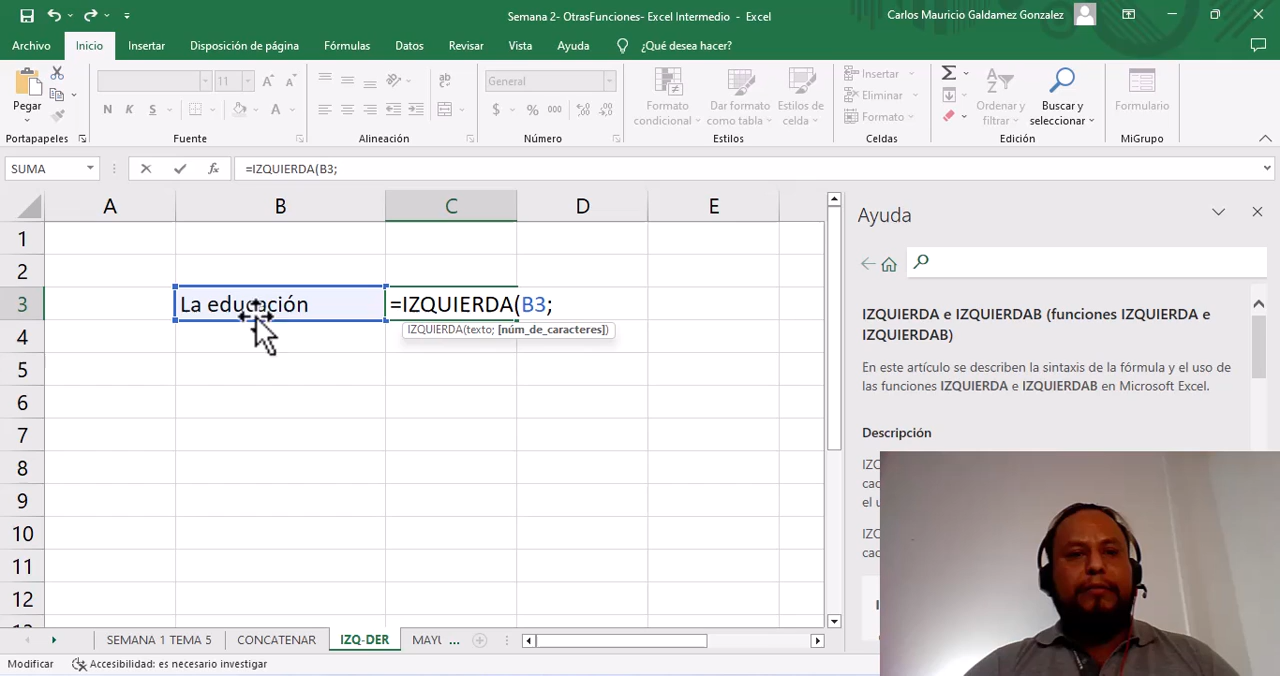 Semana 2- OtrasFunciones- Excel Intermedio - Excel
Carlos Mauricio Galdamez Gonzalez
Archivo Inicio Insertar Disposición de página Fórmulas Datos Revisar Vista Ayuda ¿Qué desea hacer?
Pegar
11
N K S
A
ab
General
$ % 000
Formato condicional
Dar formato como tabla
Estilos de celda
Insertar
Eliminar
Formato
Ordenar y filtrar
Buscar y seleccionar
Formulario
Portapapeles Fuente Alineación Número Estilos Celdas Edición MiGrupo
SUMA
fx
=IZQUIERDA(B3;
A B C D E
1
2
3 La educación =IZQUIERDA(B3;
IZQUIERDA(texto; [núm_de_caracteres])
4
5
6
7
8
9
10
11
12
Ayuda
IZQUIERDA e IZQUIERDAB (funciones IZQUIERDA e
IZQUIERDAB)
En este artículo se describen la sintaxis de la fórmula y el uso de
las funciones IZQUIERDA e IZQUIERDAB en Microsoft Excel.
Descripción
SEMANA 1 TEMA 5 CONCATENAR IZQ-DER
Modificar Accesibilidad: es necesario investigar